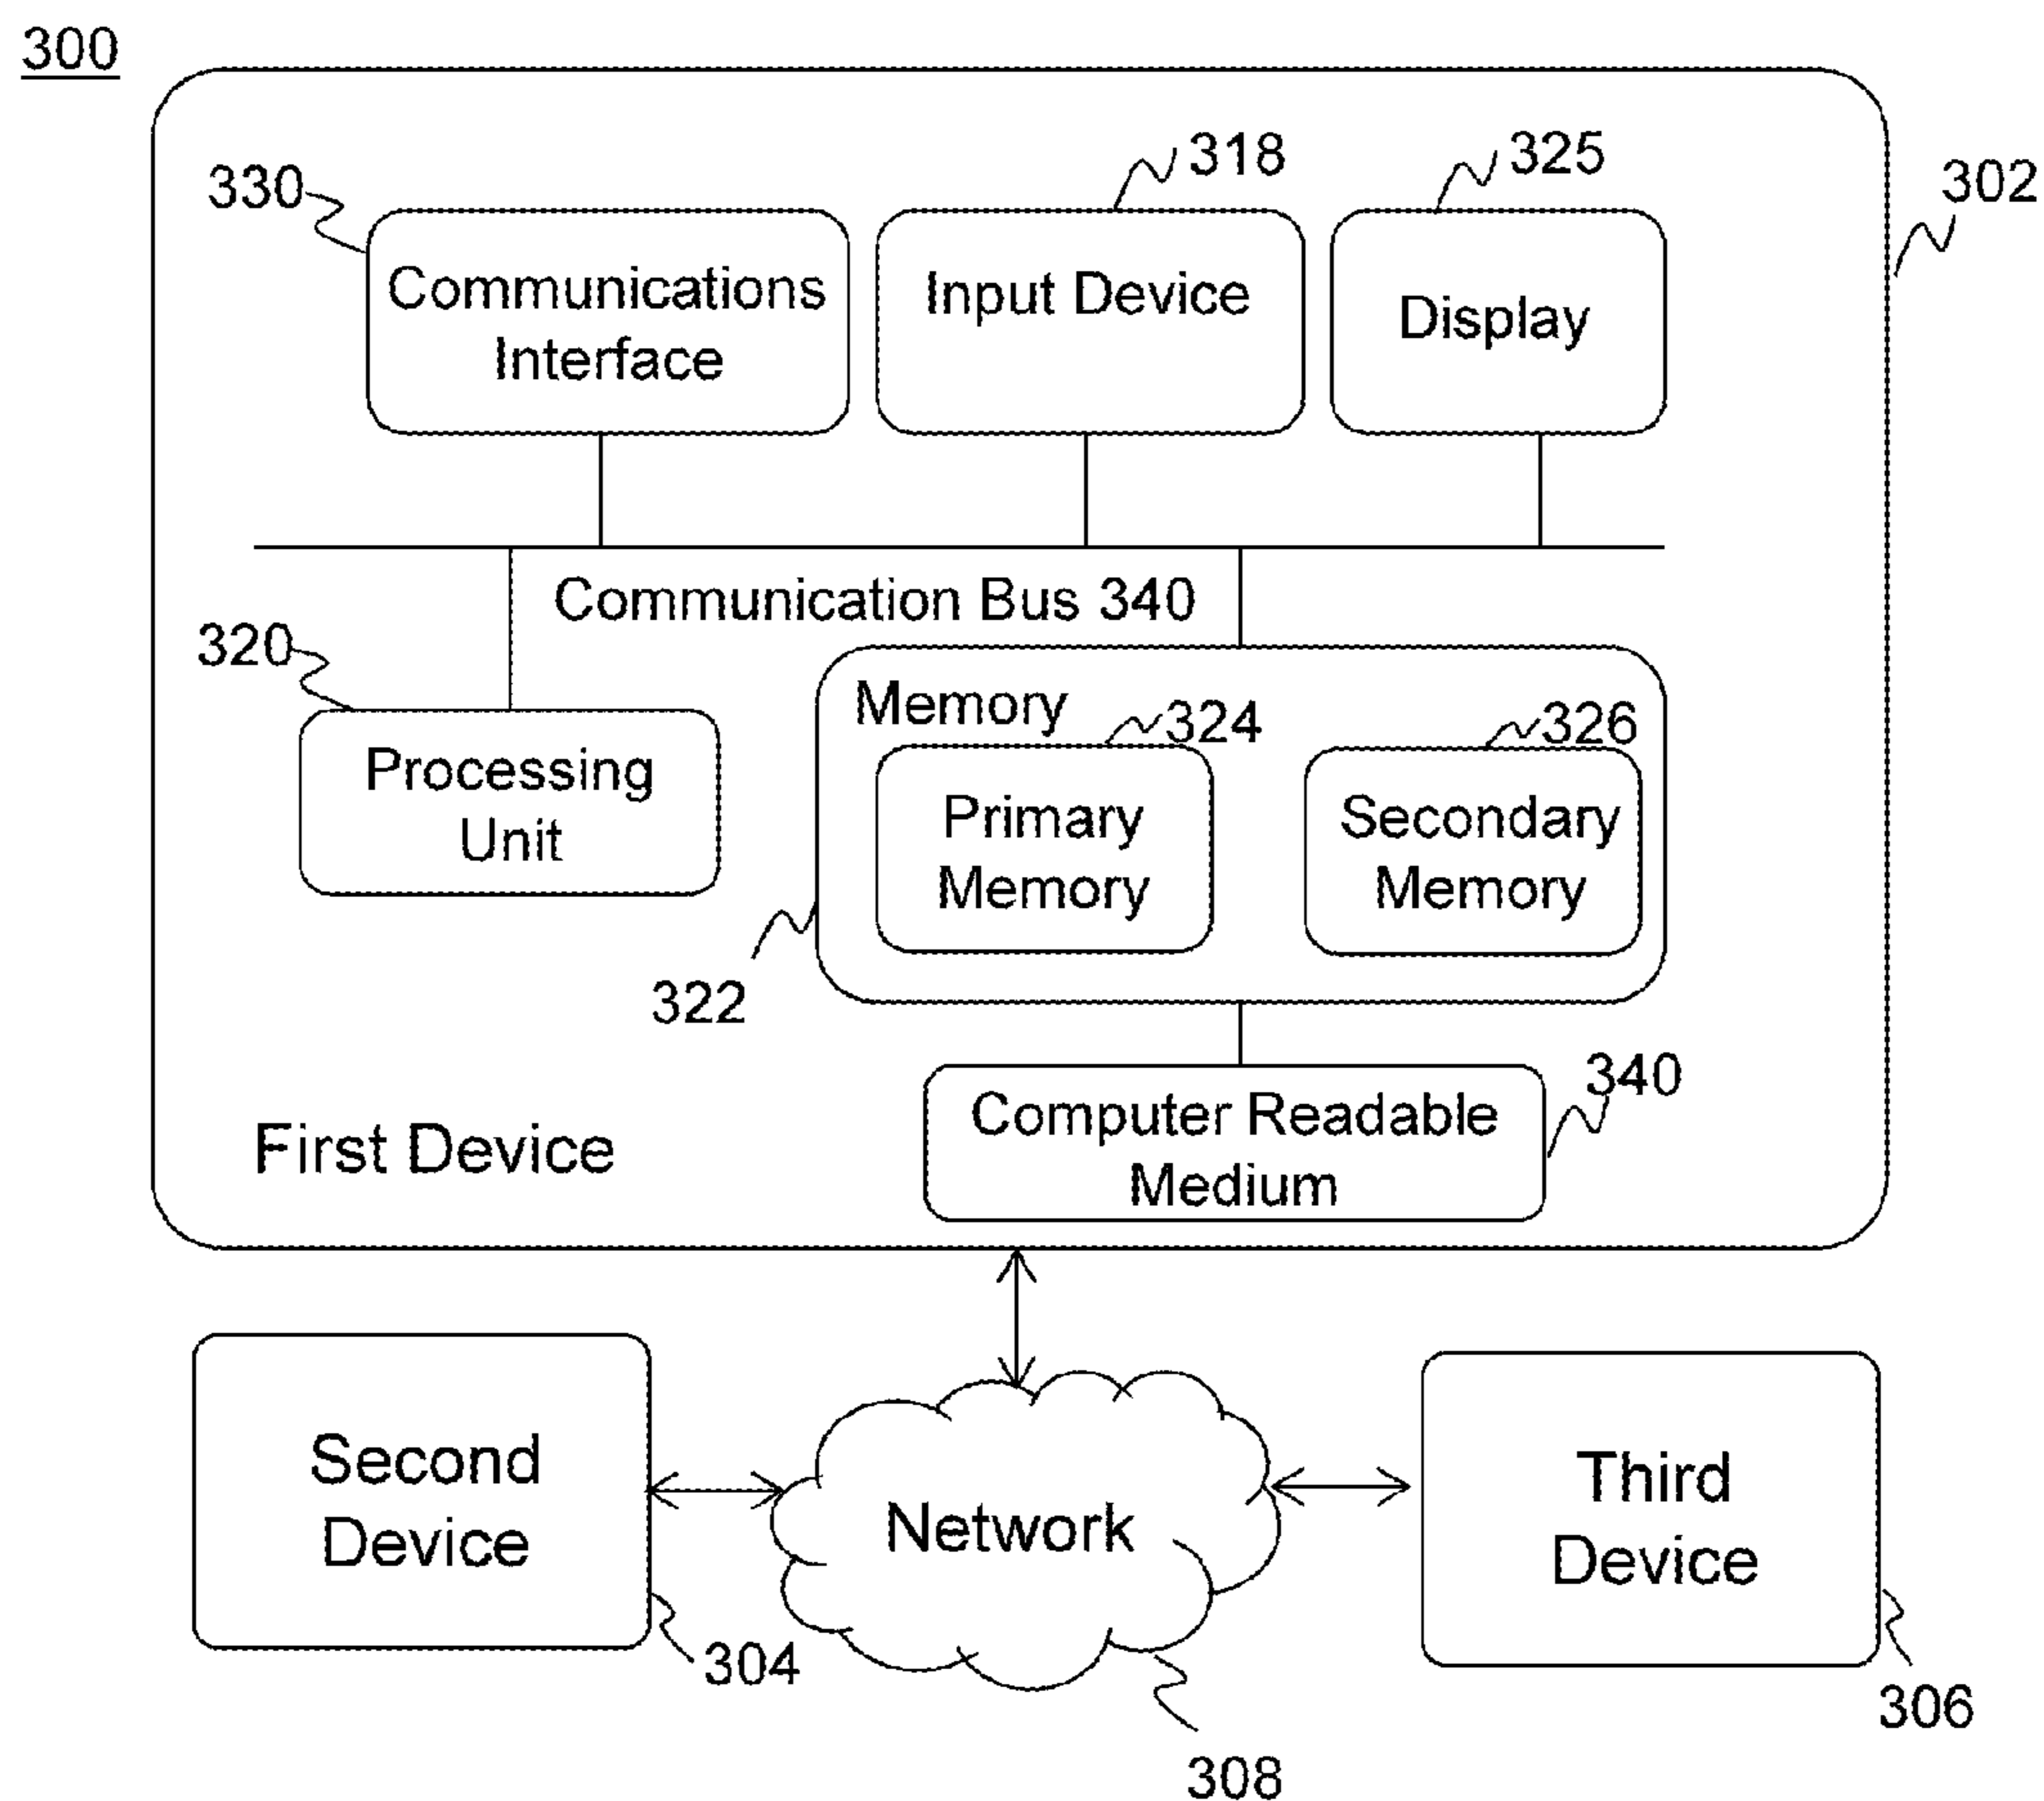 300
318
325
302
330
Communications
Interface
Input Device
Display
Communication Bus 340
320
Processing
Unit
Memory
324
326
Primary
Memory
Secondary
Memory
322
340
Computer Readable
Medium
First Device
Second
Device
Network
Third
Device
304
306
308